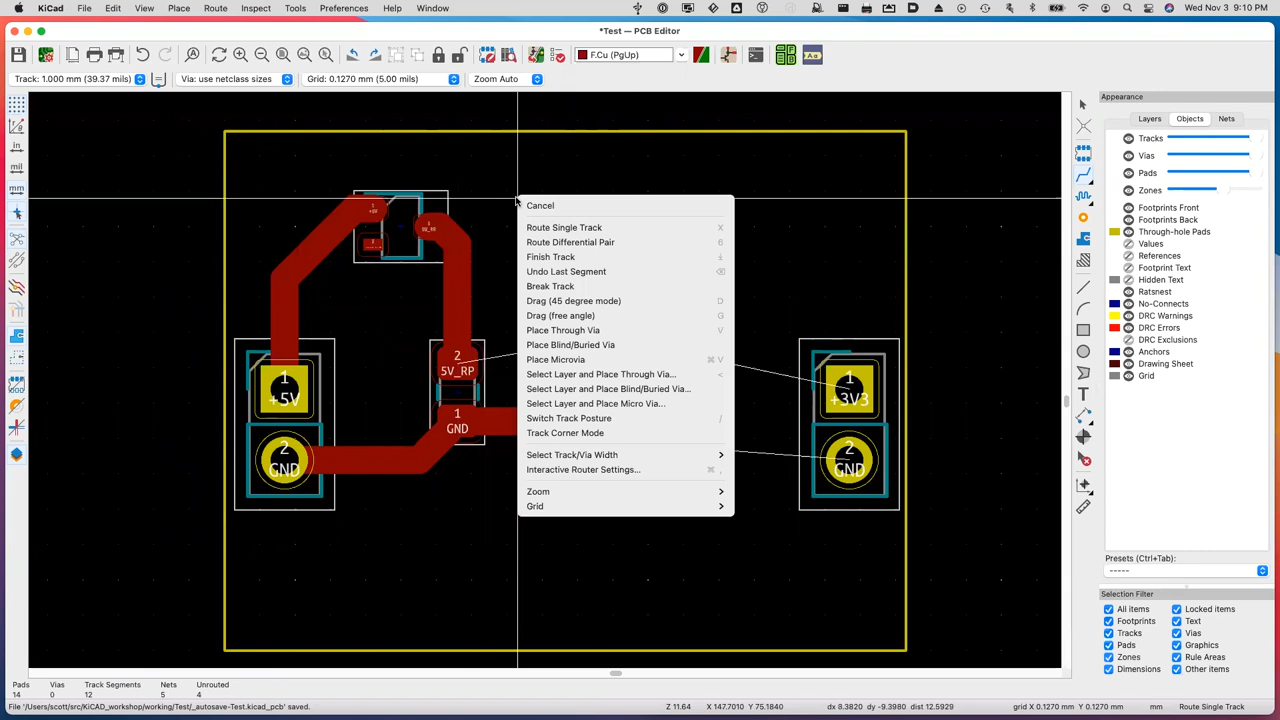 KiCad File Edit View Place Route Inspect Tools Preferences Help Window Wed Nov 3 9:10 PM
*Test — PCB Editor
F.Cu (PgUp)
Track: 1.000 mm (39.37 mils) Via: use netclass sizes Grid: 0.1270 mm (5.00 mils) Zoom Auto
in
mil
mm
1
+5V
2
2
5V_RP
1
GND
1
+5V
2
GND
1
+3V3
2
GND
Cancel
Route Single Track X
Route Differential Pair 6
Finish Track
Undo Last Segment
Break Track
Drag (45 degree mode) D
Drag (free angle) G
Place Through Via V
Place Blind/Buried Via
Place Microvia ⌘ V
Select Layer and Place Through Via... <
Select Layer and Place Blind/Buried Via...
Select Layer and Place Micro Via...
Switch Track Posture /
Track Corner Mode
Select Track/Via Width
Interactive Router Settings... ⌘ ,
Zoom
Grid
Appearance
Layers Objects Nets
Tracks
Vias
Pads
Zones
Footprints Front
Footprints Back
Through-hole Pads
Values
References
Footprint Text
Hidden Text
Ratsnest
No-Connects
DRC Warnings
DRC Errors
DRC Exclusions
Anchors
Drawing Sheet
Grid
Presets (Ctrl+Tab):
-----
Selection Filter
All items Locked items
Footprints Text
Tracks Vias
Pads Graphics
Zones Rule Areas
Dimensions Other items
Pads Vias Track Segments Nets Unrouted
14 0 12 5 4
File '/Users/scott/src/KiCAD_workshop/working/Test/_autosave-Test.kicad_pcb' saved. Z 11.64 X 147.7010 Y 75.1840 dx 8.3820 dy -9.3980 dist 12.5929 grid X 0.1270 Y 0.1270 mm Route Single Track